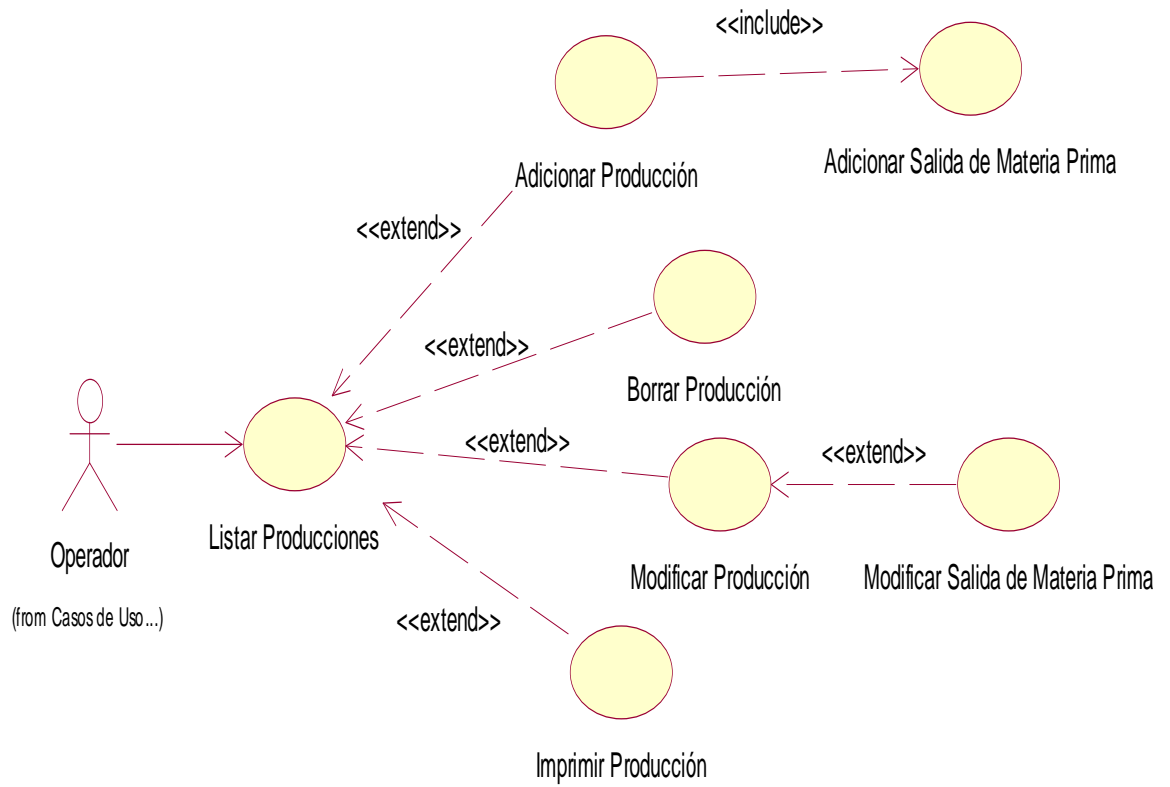 <<include>>
Adicionar Producción
Adicionar Salida de Materia Prima
<<extend>>
<<extend>>
Borrar Producción
<<extend>>
<<extend>>
Listar Producciones
Operador
(from Casos de Uso...)
Modificar Producción
Modificar Salida de Materia Prima
<<extend>>
Imprimir Producción